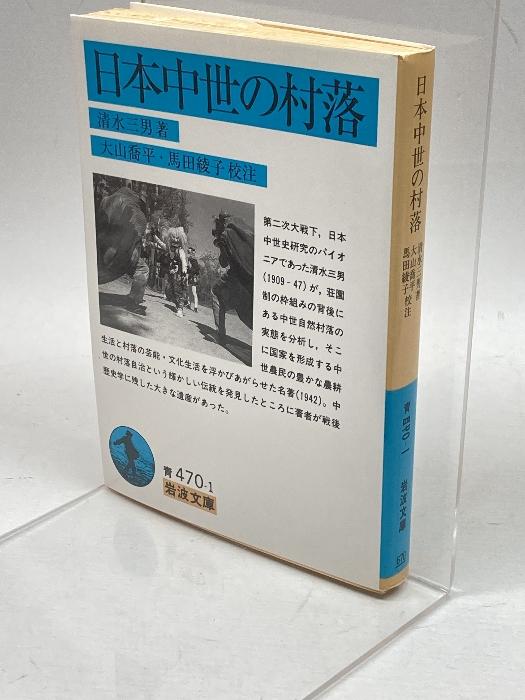 日本中世の村落
清水三男著
大山喬平・馬田綾子校注
第二次大戦下，日本
中世史研究のパイオ
ニアであった清水三男
(1909-47)が，荘園
制の枠組みの背後に
ある中世自然村落の
実態を分析し，そこ
に国家を形成する中
世農民の豊かな農耕
生活と村落の芸能・文化生活を浮かびあがらせた名著(1942)。中
世の村落自治という輝かしい伝統を発見したところに著者が戦後
歴史学に残した大きな遺産があった。
青470-1
岩波文庫
日本中世の村落
清水三男著
大山喬平
馬田綾子校注
青470-1
岩波文庫
670